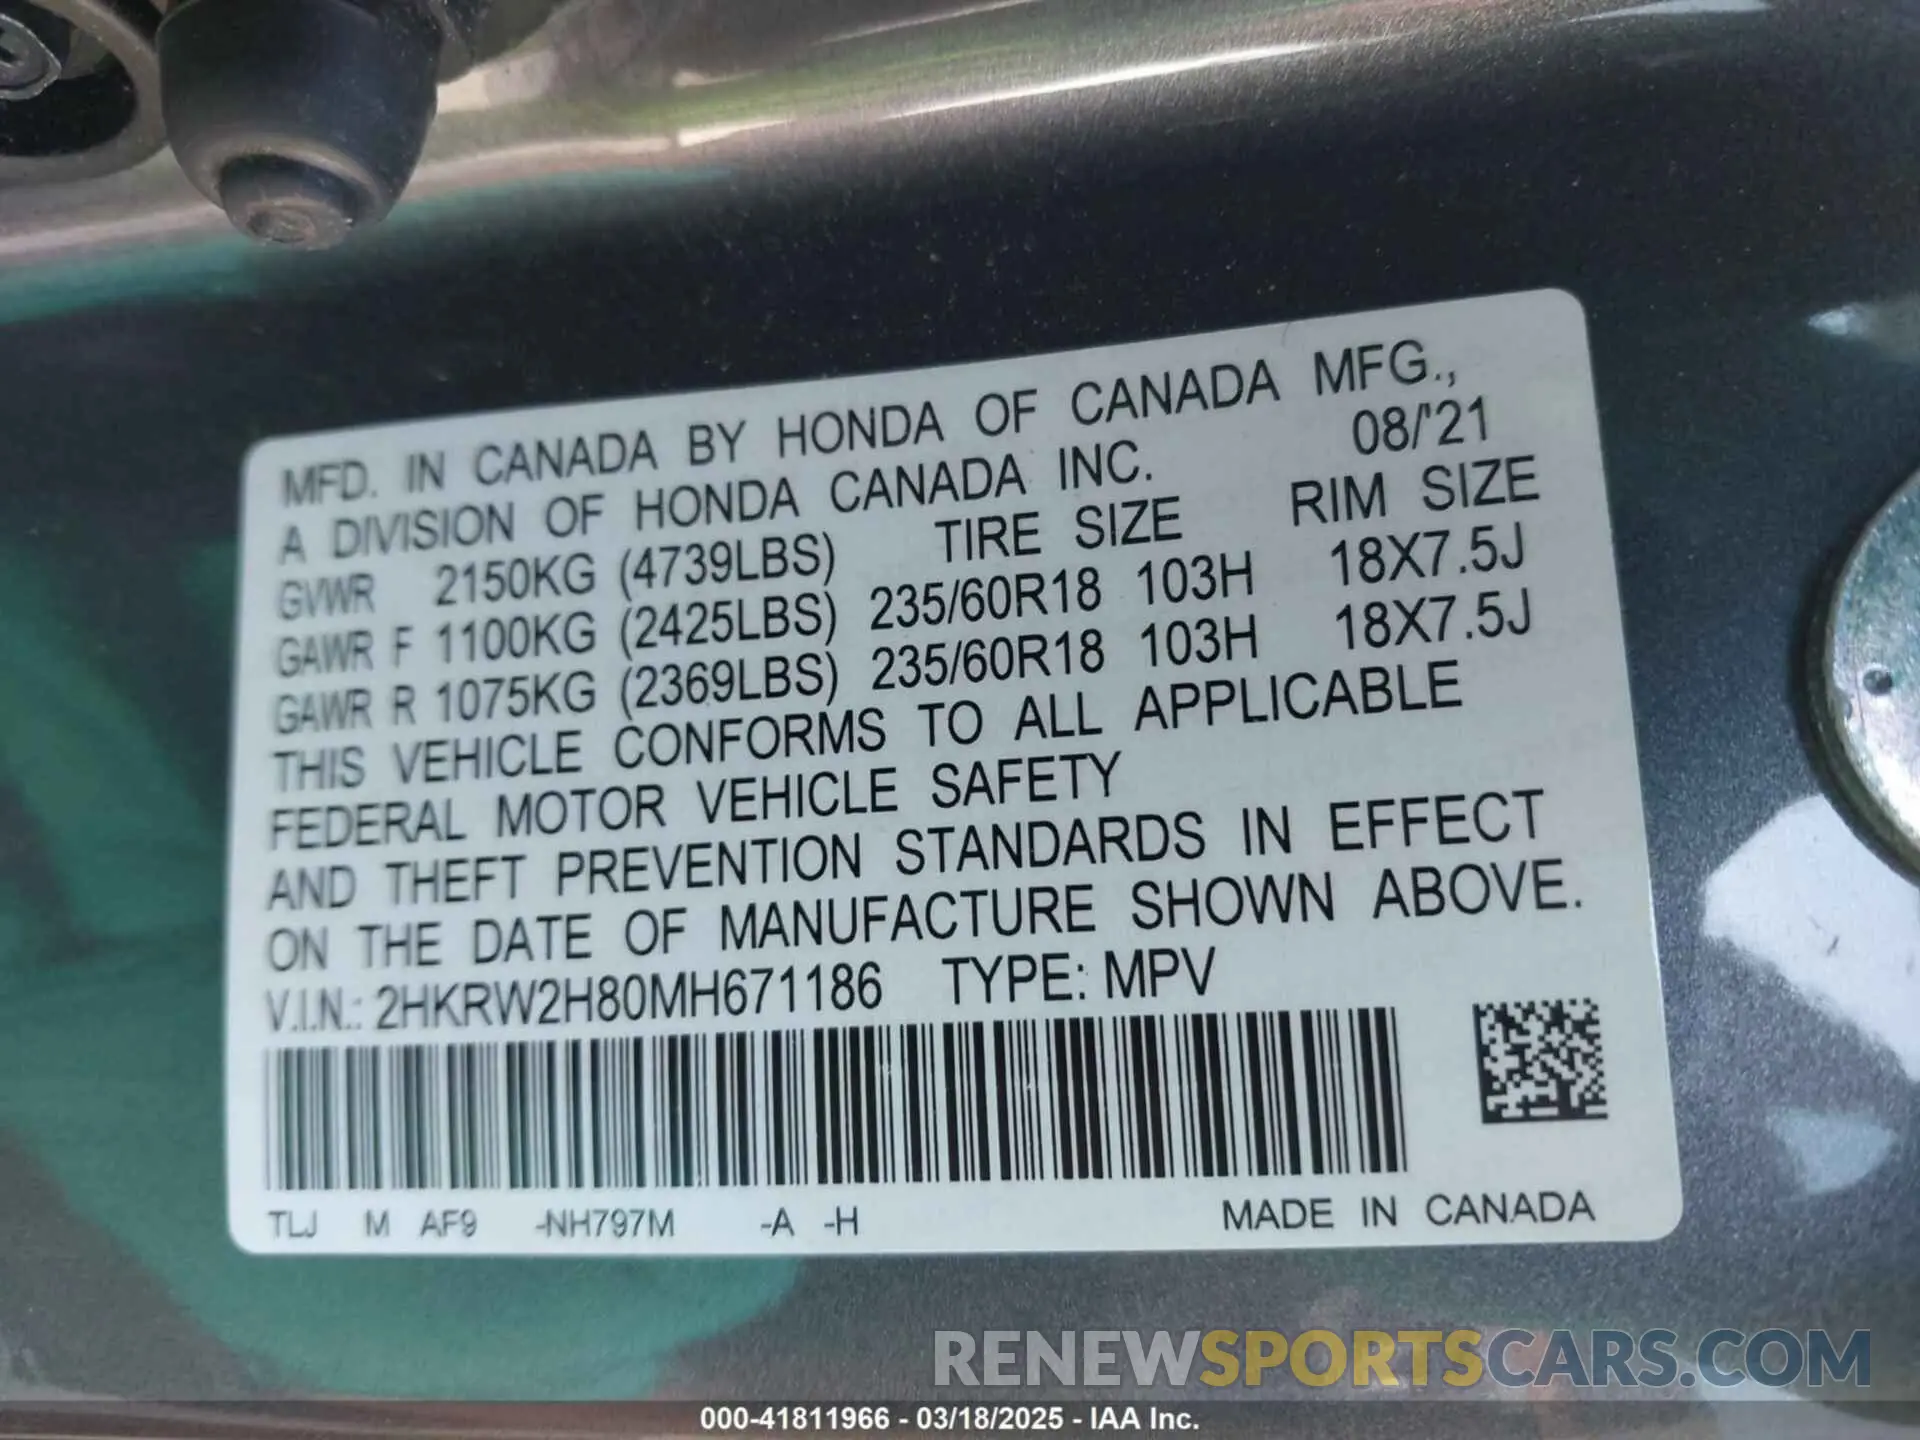 MFD. IN CANADA BY HONDA OF CANADA MFG.,
A DIVISION OF HONDA CANADA INC. 08/'21
GVWR 2150KG (4739LBS) TIRE SIZE RIM SIZE
GAWR F 1100KG (2425LBS) 235/60R18 103H 18X7.5J
GAWR R 1075KG (2369LBS) 235/60R18 103H 18X7.5J
THIS VEHICLE CONFORMS TO ALL APPLICABLE
FEDERAL MOTOR VEHICLE SAFETY
AND THEFT PREVENTION STANDARDS IN EFFECT
ON THE DATE OF MANUFACTURE SHOWN ABOVE.
V.I.N.: 2HKRW2H80MH671186 TYPE: MPV
TLJ M AF9 -NH797M -A -H MADE IN CANADA
RENEWSPORTSCARS.COM
000-41811966 - 03/18/2025 - IAA Inc.